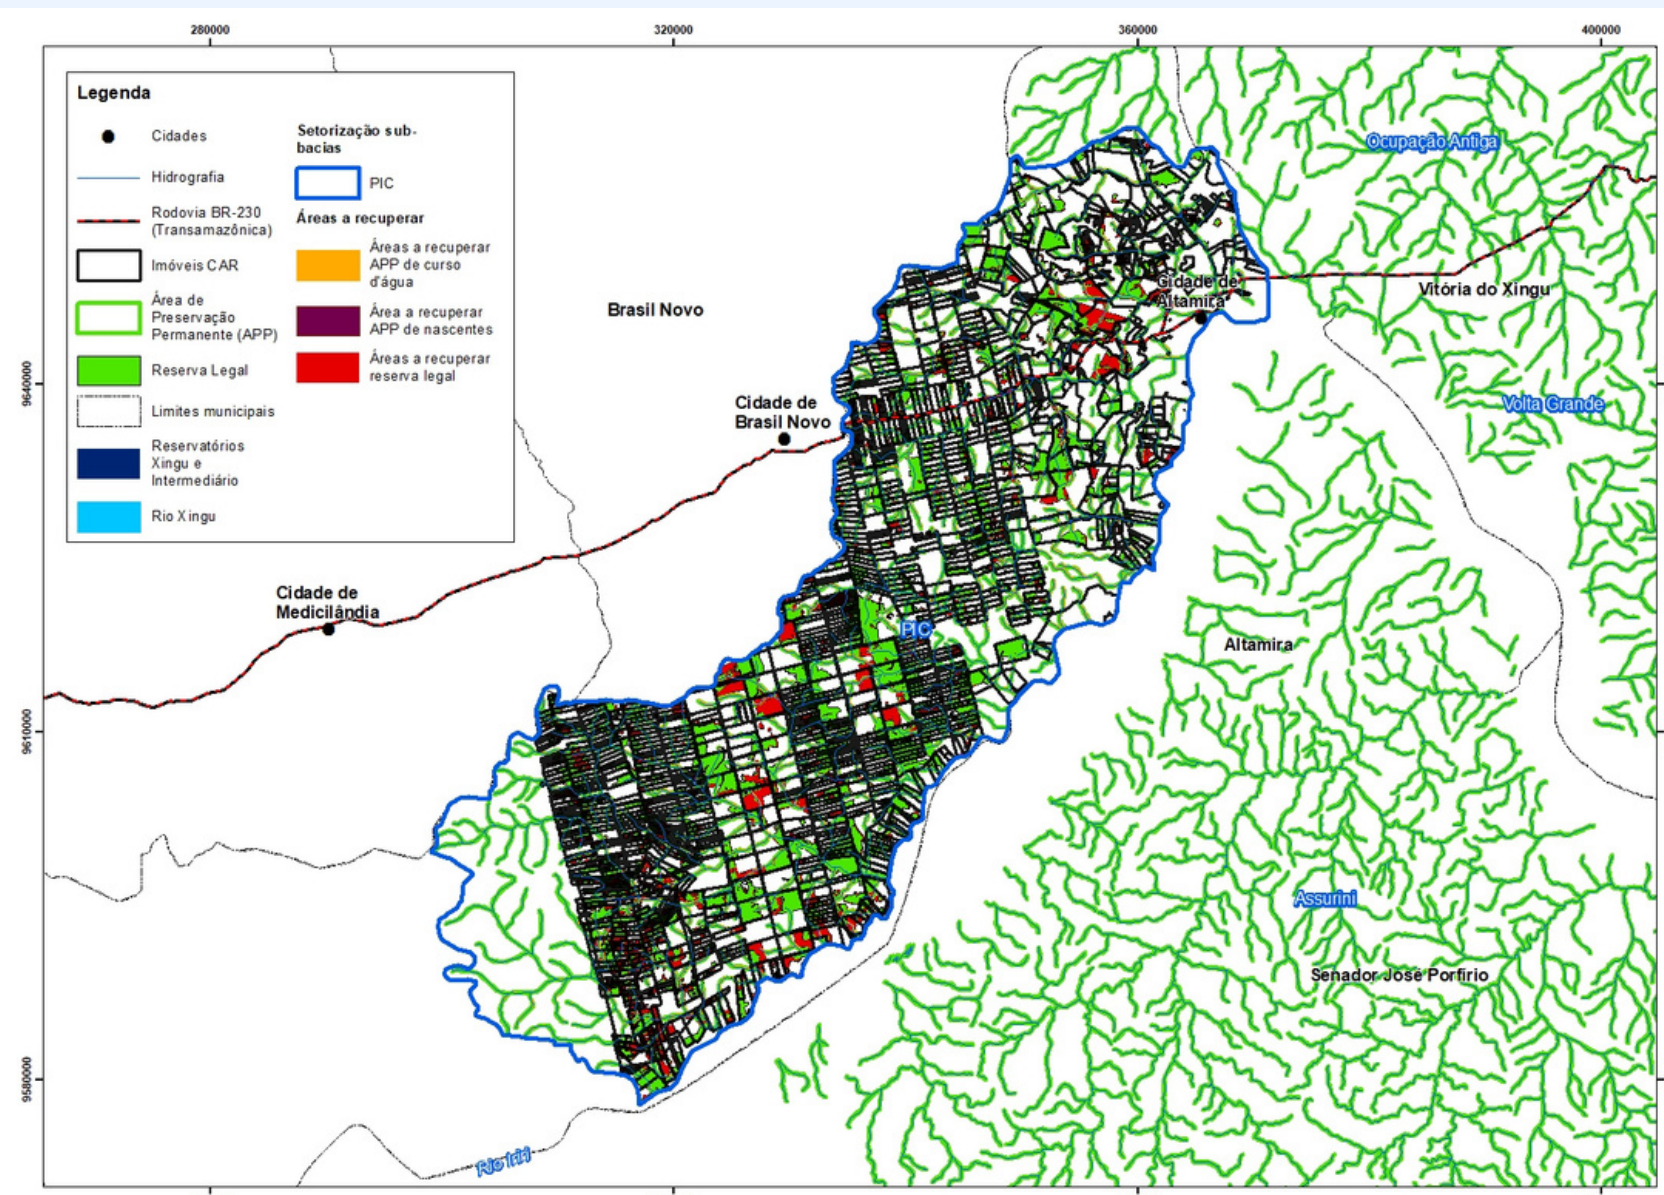 280000
320000
360000
400000
Legenda
Cidades
Hidrografia
Rodovia BR-230
(Transamazônica)
Imóveis CAR
Área de
Preservação
Permanente (APP)
Reserva Legal
Limites municipais
Reservatórios
Xingu e
Intermediário
Rio Xingu
Setorização sub-
bacias
PIC
Áreas a recuperar
Áreas a recuperar
APP de curso
d'água
Área a recuperar
APP de nascentes
Áreas a recuperar
reserva legal
Ocupação Antiga
Cidade de
Altamira
Vitória do Xingu
Brasil Novo
9640000
Cidade de
Brasil Novo
Volta Grande
Cidade de
Medicilândia
PIC
Altamira
9610000
Assurini
Senador José Porfírio
9580000
Rio Iriri